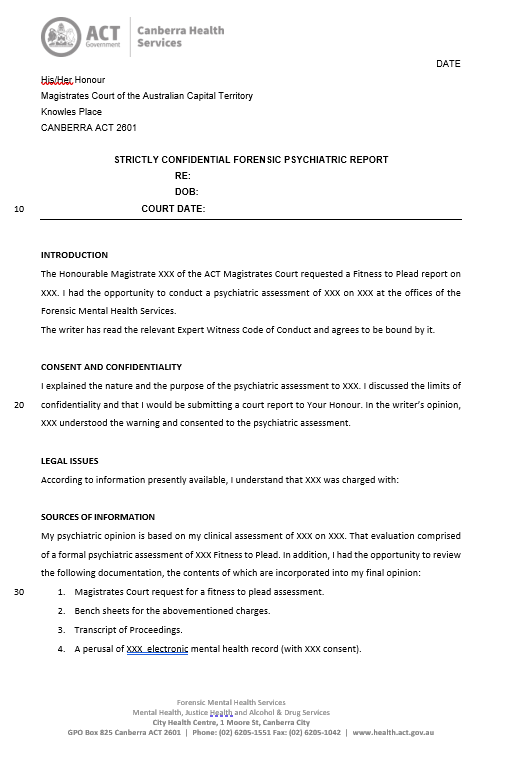 ACT
Government
Canberra Health
Services
DATE
His/Her Honour
Magistrates Court of the Australian Capital Territory
Knowles Place
CANBERRA ACT 2601
STRICTLY CONFIDENTIAL FORENSIC PSYCHIATRIC REPORT
RE:
DOB:
10 COURT DATE:
INTRODUCTION
The Honourable Magistrate XXX of the ACT Magistrates Court requested a Fitness to Plead report on
XXX. I had the opportunity to conduct a psychiatric assessment of XXX on XXX at the offices of the
Forensic Mental Health Services.
The writer has read the relevant Expert Witness Code of Conduct and agrees to be bound by it.
CONSENT AND CONFIDENTIALITY
I explained the nature and the purpose of the psychiatric assessment to XXX. I discussed the limits of
20 confidentiality and that I would be submitting a court report to Your Honour. In the writer's opinion,
XXX understood the warning and consented to the psychiatric assessment.
LEGAL ISSUES
According to information presently available, I understand that XXX was charged with:
SOURCES OF INFORMATION
My psychiatric opinion is based on my clinical assessment of XXX on XXX. That evaluation comprised
of a formal psychiatric assessment of XXX Fitness to Plead. In addition, I had the opportunity to review
the following documentation, the contents of which are incorporated into my final opinion:
30 1. Magistrates Court request for a fitness to plead assessment.
2. Bench sheets for the abovementioned charges.
3. Transcript of Proceedings.
4. A perusal of XXX electronic mental health record (with XXX consent).
Forensic Mental Health Services
Mental Health, Justice Health and Alcohol & Drug Services
City Health Centre, 1 Moore St, Canberra City
GPO Box 825 Canberra ACT 2601 | Phone: (02) 6205-1551 Fax: (02) 6205-1042 | www.health.act.gov.au